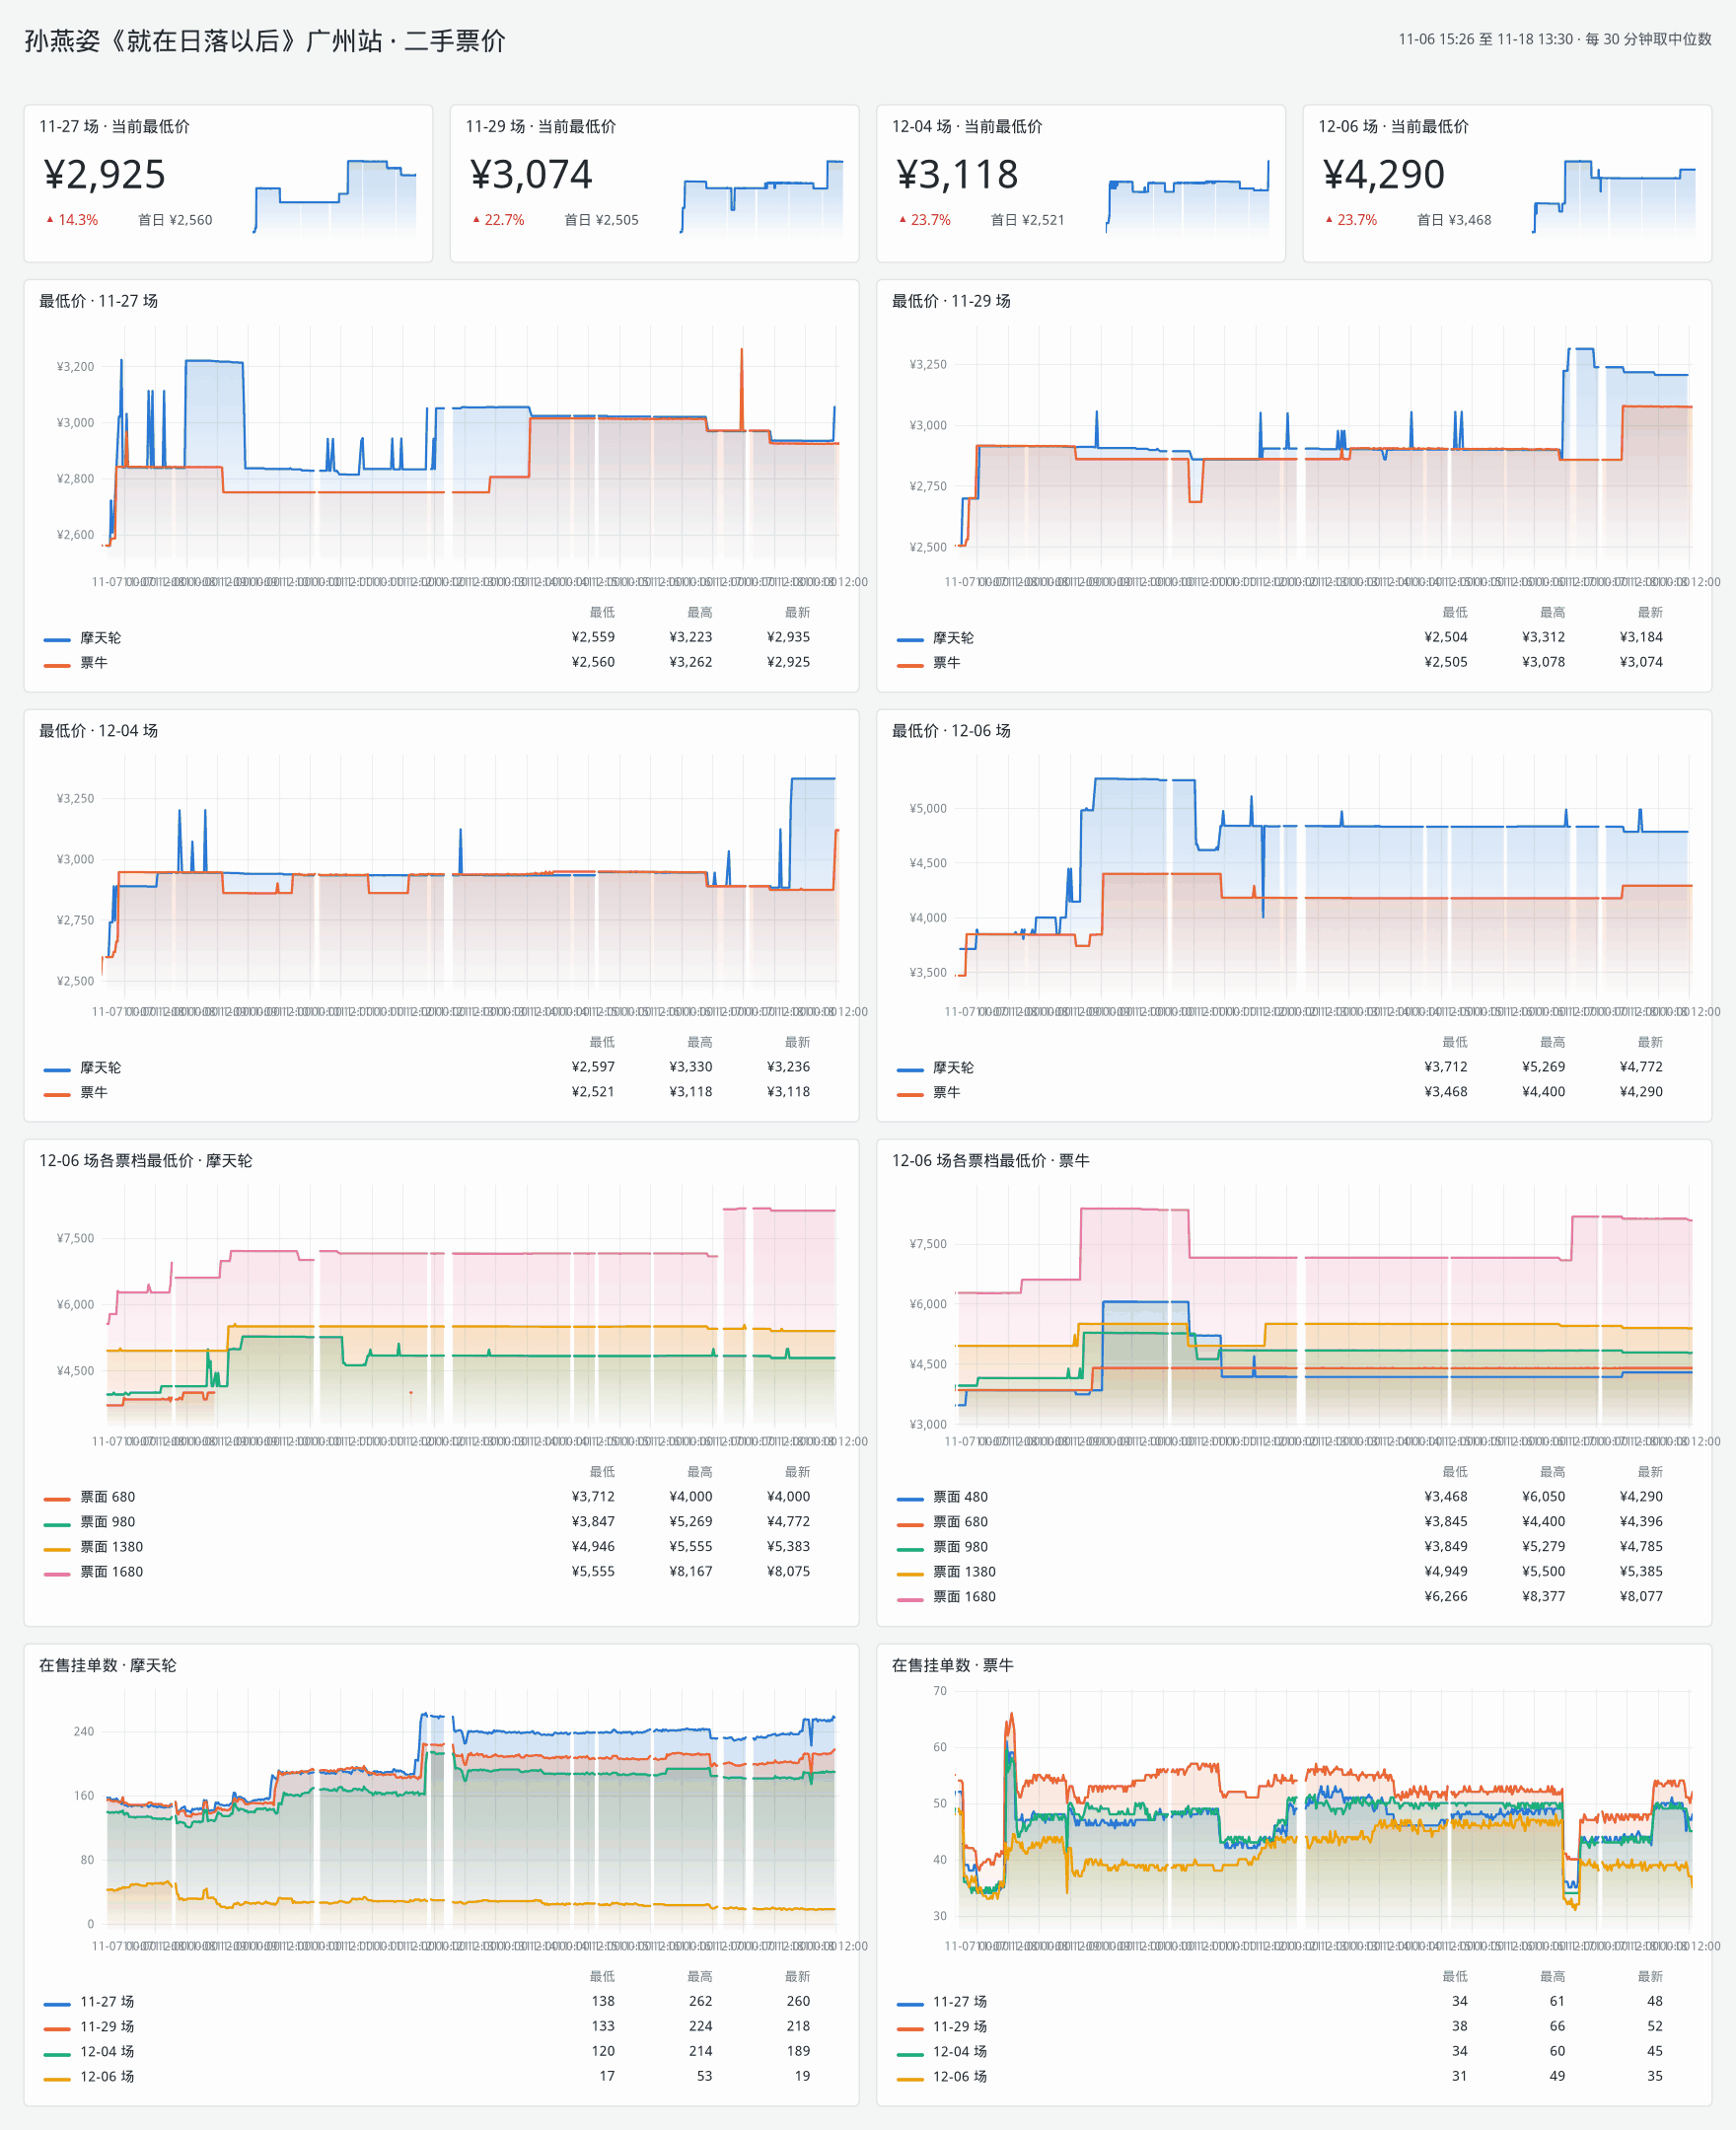 孙燕姿《就在日落以后》广州站 · 二手票价
11-06 15:26 至 11-18 13:30 · 每 30 分钟取中位数
11-27 场 · 当前最低价
¥2,925
▲ 14.3% 首日 ¥2,560
11-29 场 · 当前最低价
¥3,074
▲ 22.7% 首日 ¥2,505
12-04 场 · 当前最低价
¥3,118
▲ 23.7% 首日 ¥2,521
12-06 场 · 当前最低价
¥4,290
▲ 23.7% 首日 ¥3,468
最低价 · 11-27 场
¥3,200
¥3,000
¥2,800
¥2,600
最低 最高 最新
摩天轮 ¥2,559 ¥3,223 ¥2,935
票牛 ¥2,560 ¥3,262 ¥2,925
最低价 · 11-29 场
¥3,250
¥3,000
¥2,750
¥2,500
最低 最高 最新
摩天轮 ¥2,504 ¥3,312 ¥3,184
票牛 ¥2,505 ¥3,078 ¥3,074
最低价 · 12-04 场
¥3,250
¥3,000
¥2,750
¥2,500
最低 最高 最新
摩天轮 ¥2,597 ¥3,330 ¥3,236
票牛 ¥2,521 ¥3,118 ¥3,118
最低价 · 12-06 场
¥5,000
¥4,500
¥4,000
¥3,500
最低 最高 最新
摩天轮 ¥3,712 ¥5,269 ¥4,772
票牛 ¥3,468 ¥4,400 ¥4,290
12-06 场各票档最低价 · 摩天轮
¥7,500
¥6,000
¥4,500
最低 最高 最新
票面 680 ¥3,712 ¥4,000 ¥4,000
票面 980 ¥3,847 ¥5,269 ¥4,772
票面 1380 ¥4,946 ¥5,555 ¥5,383
票面 1680 ¥5,555 ¥8,167 ¥8,075
12-06 场各票档最低价 · 票牛
¥7,500
¥6,000
¥4,500
¥3,000
最低 最高 最新
票面 480 ¥3,468 ¥6,050 ¥4,290
票面 680 ¥3,845 ¥4,400 ¥4,396
票面 980 ¥3,849 ¥5,279 ¥4,785
票面 1380 ¥4,949 ¥5,500 ¥5,385
票面 1680 ¥6,266 ¥8,377 ¥8,077
在售挂单数 · 摩天轮
240
160
80
0
最低 最高 最新
11-27 场 138 262 260
11-29 场 133 224 218
12-04 场 120 214 189
12-06 场 17 53 19
在售挂单数 · 票牛
70
60
50
40
30
最低 最高 最新
11-27 场 34 61 48
11-29 场 38 66 52
12-04 场 34 60 45
12-06 场 31 49 35